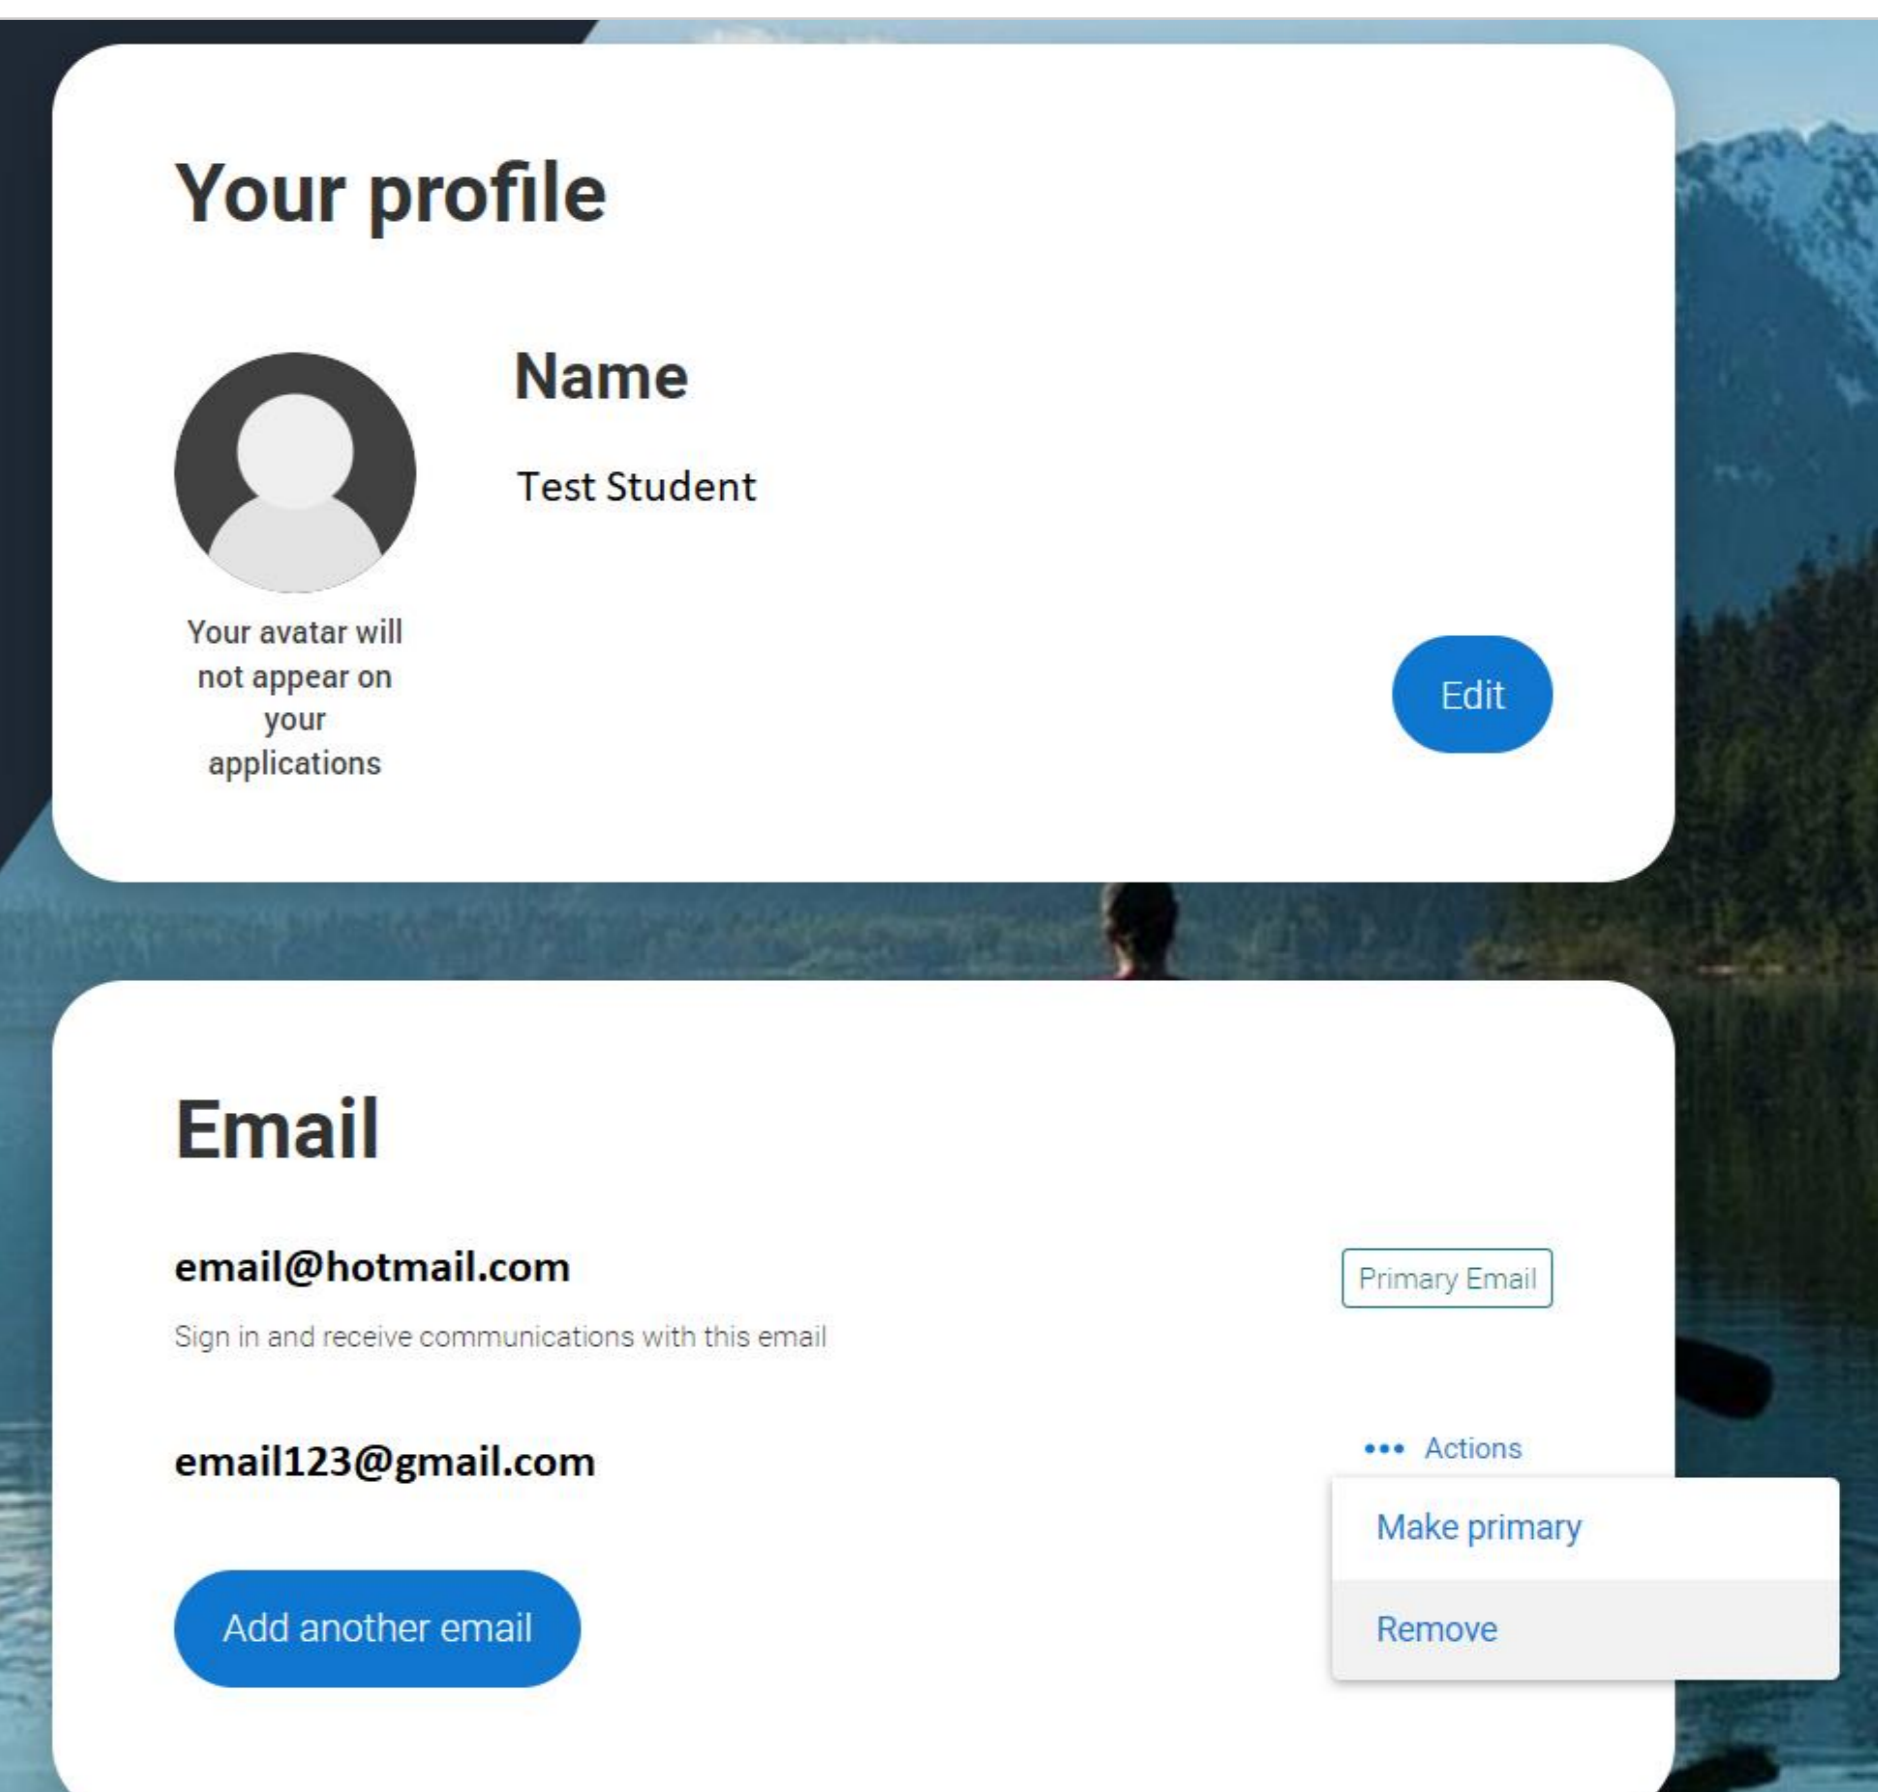 Your profile
Name
Test Student
Your avatar will
not appear on
your
applications
Edit
Email
email@hotmail.com
Primary Email
Sign in and receive communications with this email
email123@gmail.com
••• Actions
Make primary
Remove
Add another email